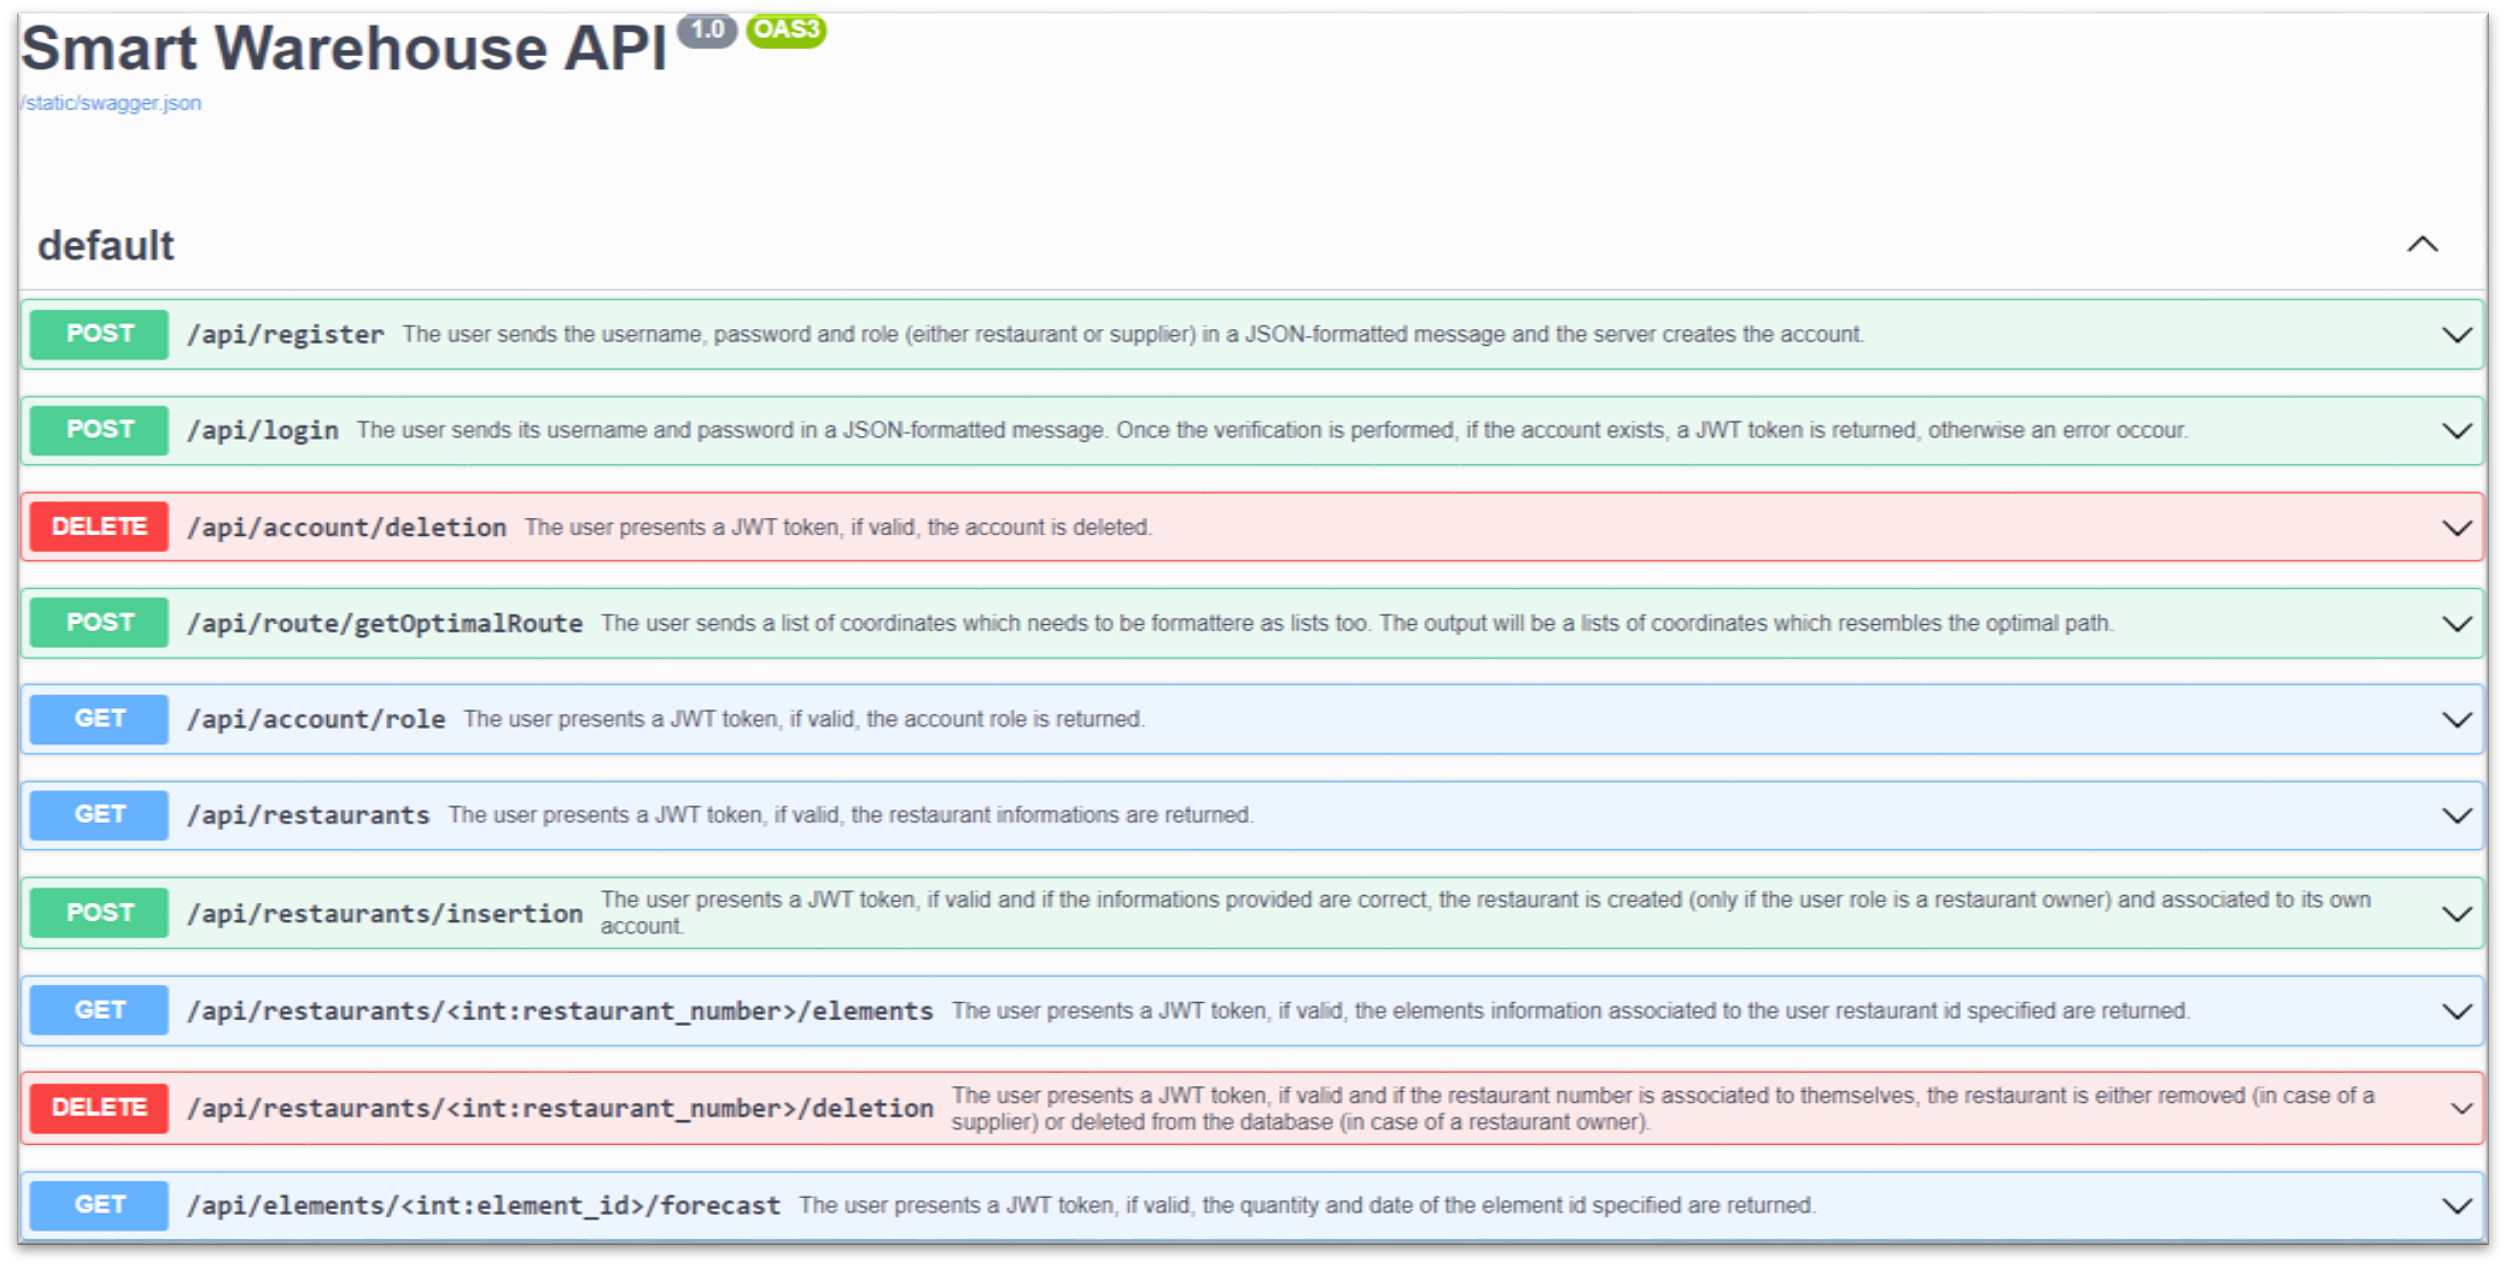 Smart Warehouse API 1.0 OAS3
/static/swagger.json
default
POST /api/register The user sends the username, password and role (either restaurant or supplier) in a JSON-formatted message and the server creates the account.
POST /api/login The user sends its username and password in a JSON-formatted message. Once the verification is performed, if the account exists, a JWT token is returned, otherwise an error occour.
DELETE /api/account/deletion The user presents a JWT token, if valid, the account is deleted.
POST /api/route/getOptimalRoute The user sends a list of coordinates which needs to be formattere as lists too. The output will be a lists of coordinates which resembles the optimal path.
GET /api/account/role The user presents a JWT token, if valid, the account role is returned.
GET /api/restaurants The user presents a JWT token, if valid, the restaurant informations are returned.
POST /api/restaurants/insertion The user presents a JWT token, if valid and if the informations provided are correct, the restaurant is created (only if the user role is a restaurant owner) and associated to its own
account.
GET /api/restaurants/<int:restaurant_number>/elements The user presents a JWT token, if valid, the elements information associated to the user restaurant id specified are returned.
DELETE /api/restaurants/<int:restaurant_number>/deletion The user presents a JWT token, if valid and if the restaurant number is associated to themselves, the restaurant is either removed (in case of a
supplier) or deleted from the database (in case of a restaurant owner).
GET /api/elements/<int:element_id>/forecast The user presents a JWT token, if valid, the quantity and date of the element id specified are returned.